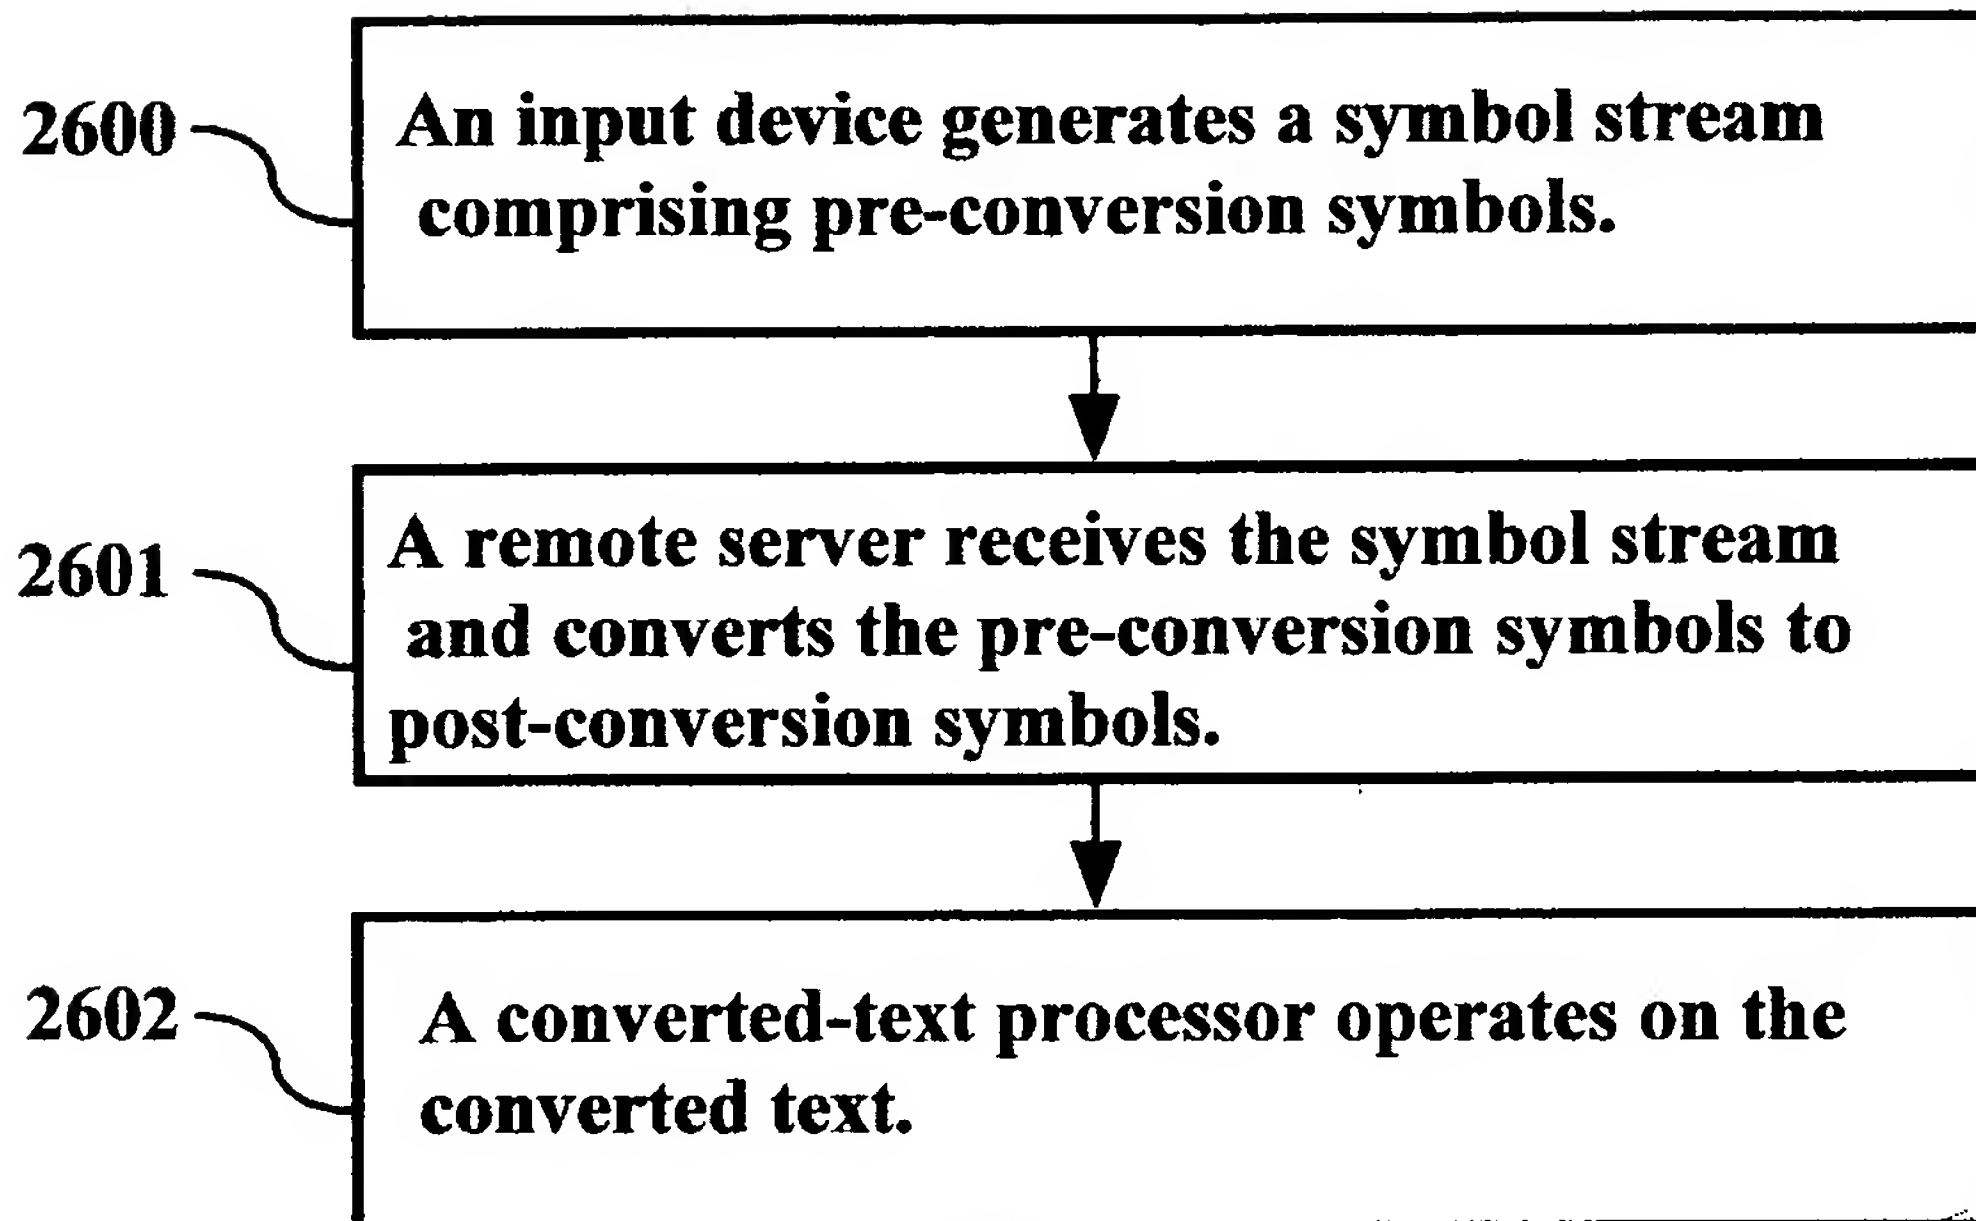 2600
An input device generates a symbol stream
comprising pre-conversion symbols.
2601
A remote server receives the symbol stream
and converts the pre-conversion symbols to
post-conversion symbols.
2602
A converted-text processor operates on the
converted text.